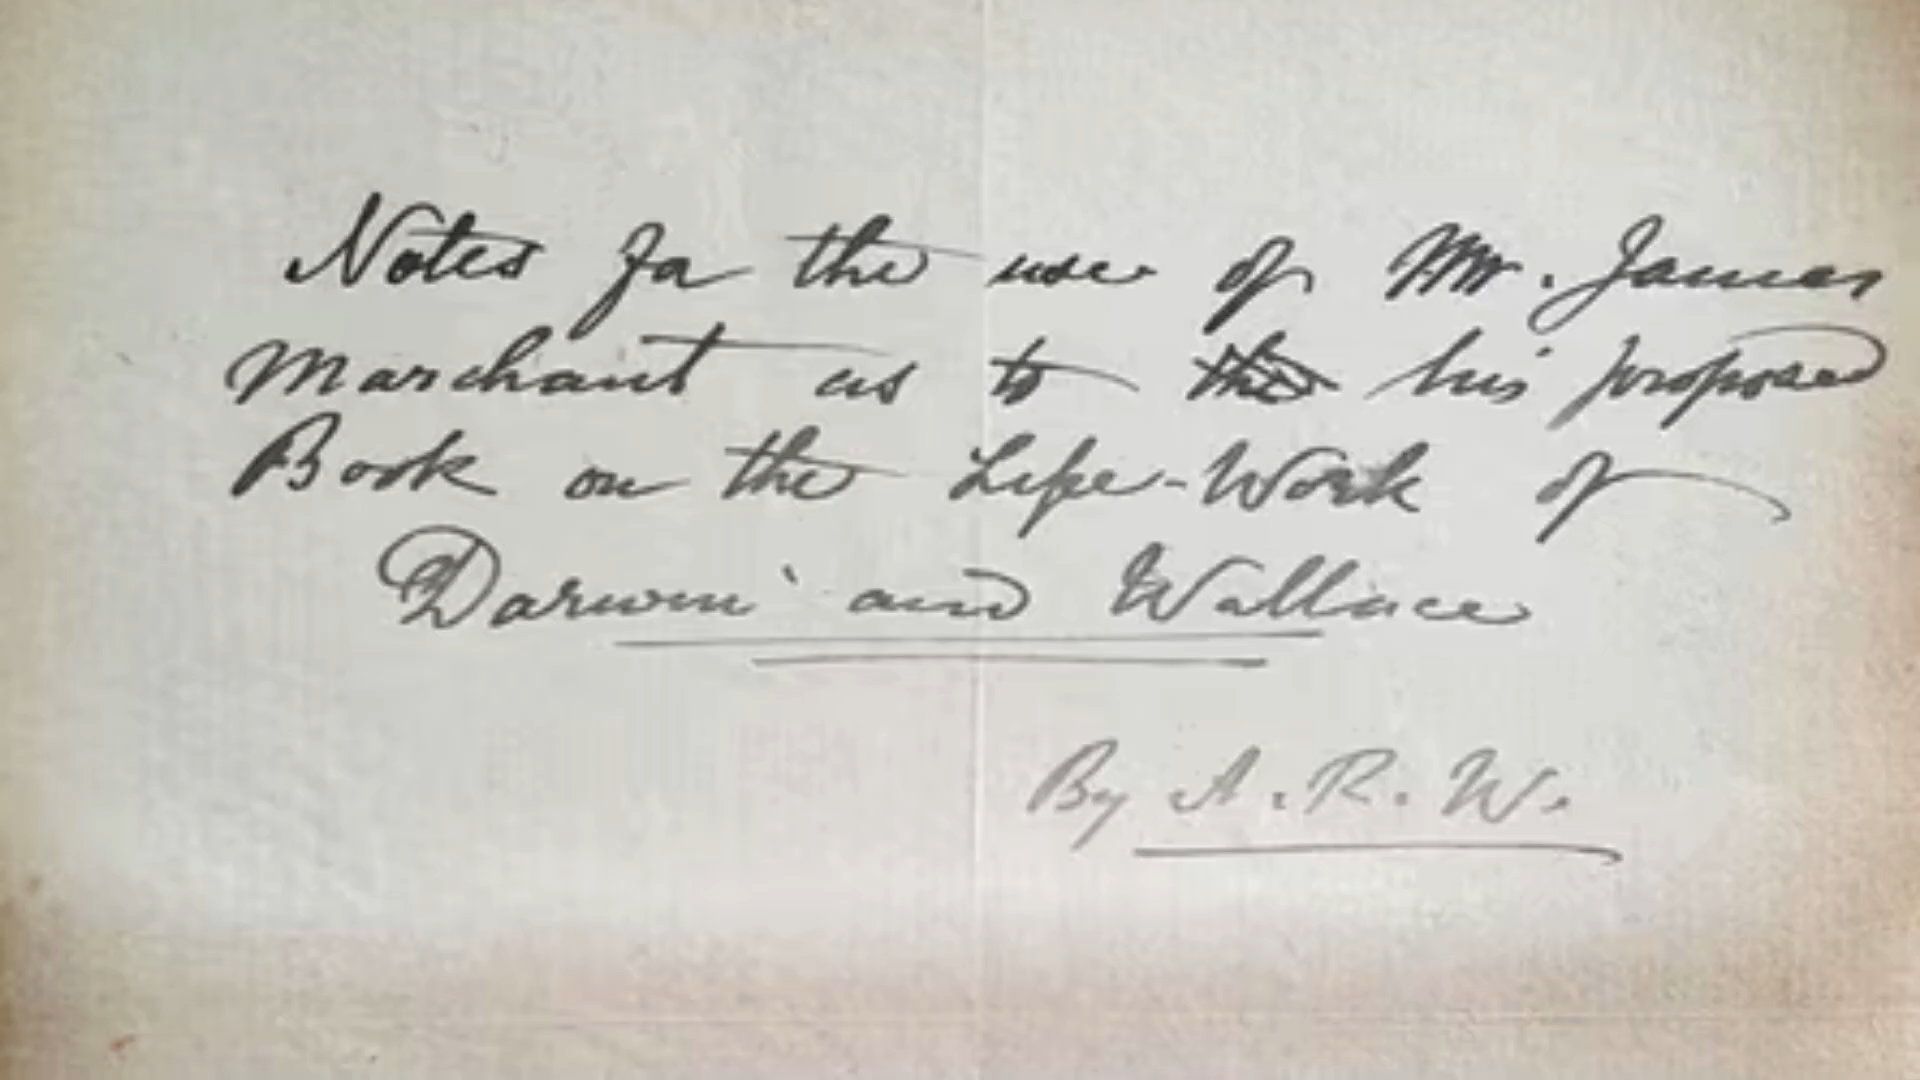 Notes for the use of Mr. James
Marchant as to the his proposed
Book on the Life-Work of
Darwin and Wallace
By A. R. W.